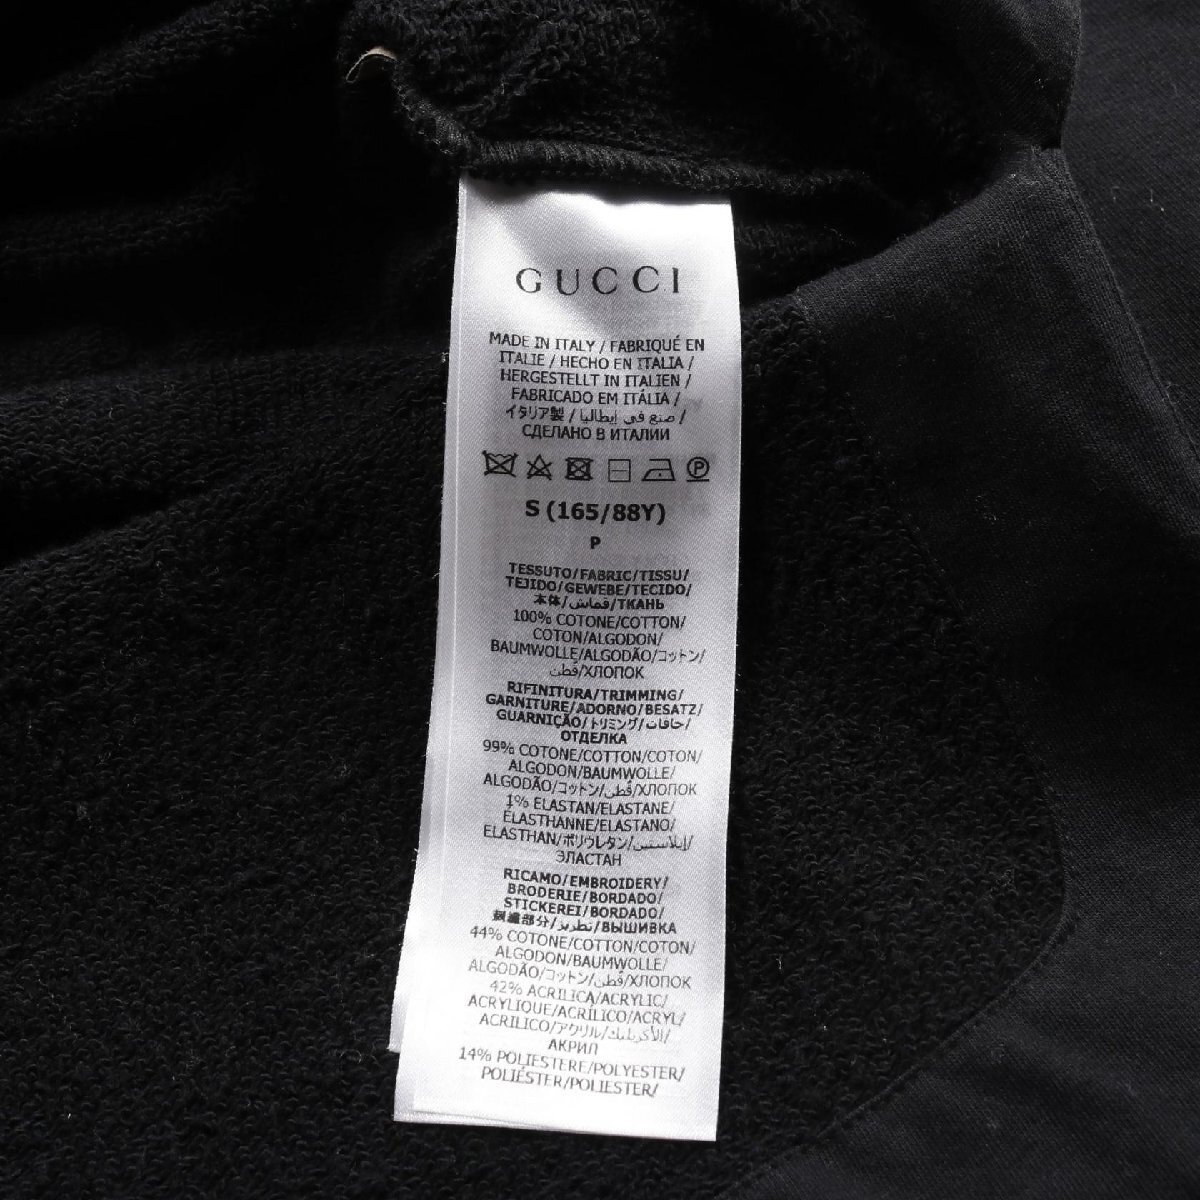 GUCCI
MADE IN ITALY / FABRIQUÉ EN
ITALIE / HECHO EN ITALIA /
HERGESTELLT IN ITALIEN /
FABRICADO EM ITÁLIA /
イタリア製 / صنع في إيطاليا /
СДЕЛАНО В ИТАЛИИ
P
S (165/88Y)
P
TESSUTO/FABRIC/TISSU/
TEJIDO/GEWEBE/TECIDO/
本体/قماش/ТКАНЬ
100% COTONE/COTTON/
COTON/ALGODON/
BAUMWOLLE/ALGODÃO/コットン/
قطن/ХЛОПОК
RIFINITURA/TRIMMING/
GARNITURE/ADORNO/BESATZ/
GUARNIÇÃO/トリミング/حافات/
ОТДЕЛКА
99% COTONE/COTTON/COTON/
ALGODON/BAUMWOLLE/
ALGODÃO/コットン/قطن/ХЛОПОК
1% ELASTAN/ELASTANE/
ELASTHANNE/ELASTANO/
ELASTHAN/ポリウレタン/إيلاستين/
ЭЛАСТАН
RICAMO/EMBROIDERY/
BRODERIE/BORDADO/
STICKEREI/BORDADO/
刺繍部分/تطريز/ВЫШИВКА
44% COTONE/COTTON/COTON/
ALGODON/BAUMWOLLE/
ALGODÃO/コットン/قطن/ХЛОПОК
42% ACRILICA/ACRYLIC/
ACRYLIQUE/ACRÍLICO/ACRYL/
ACRILICO/アクリル/الأكريليك/
АКРИЛ
14% POLIESTERE/POLYESTER/
POLIÉSTER/POLIESTER/